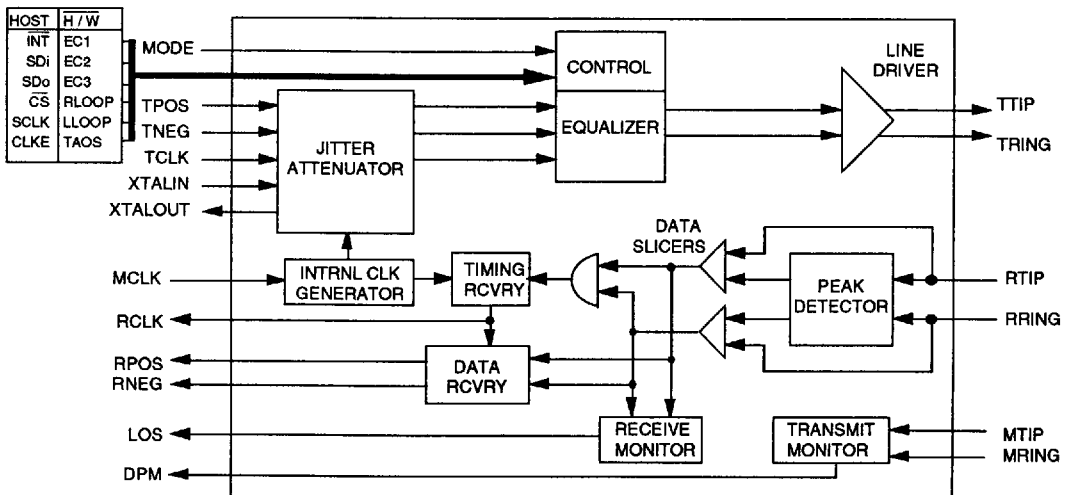 HOST H/W
INT EC1
SDi EC2
SDo EC3
CS RLOOP
SCLK LLOOP
CLKE TAOS
MODE
TPOS
TNEG
TCLK
XTALIN
XTALOUT
MCLK
RCLK
RPOS
RNEG
LOS
DPM
JITTER
ATTENUATOR
CONTROL
EQUALIZER
LINE
DRIVER
TTIP
TRING
INTRNL CLK
GENERATOR
TIMING
RCVRY
DATA
SLICERS
PEAK
DETECTOR
RTIP
RRING
DATA
RCVRY
RECEIVE
MONITOR
TRANSMIT
MONITOR
MTIP
MRING